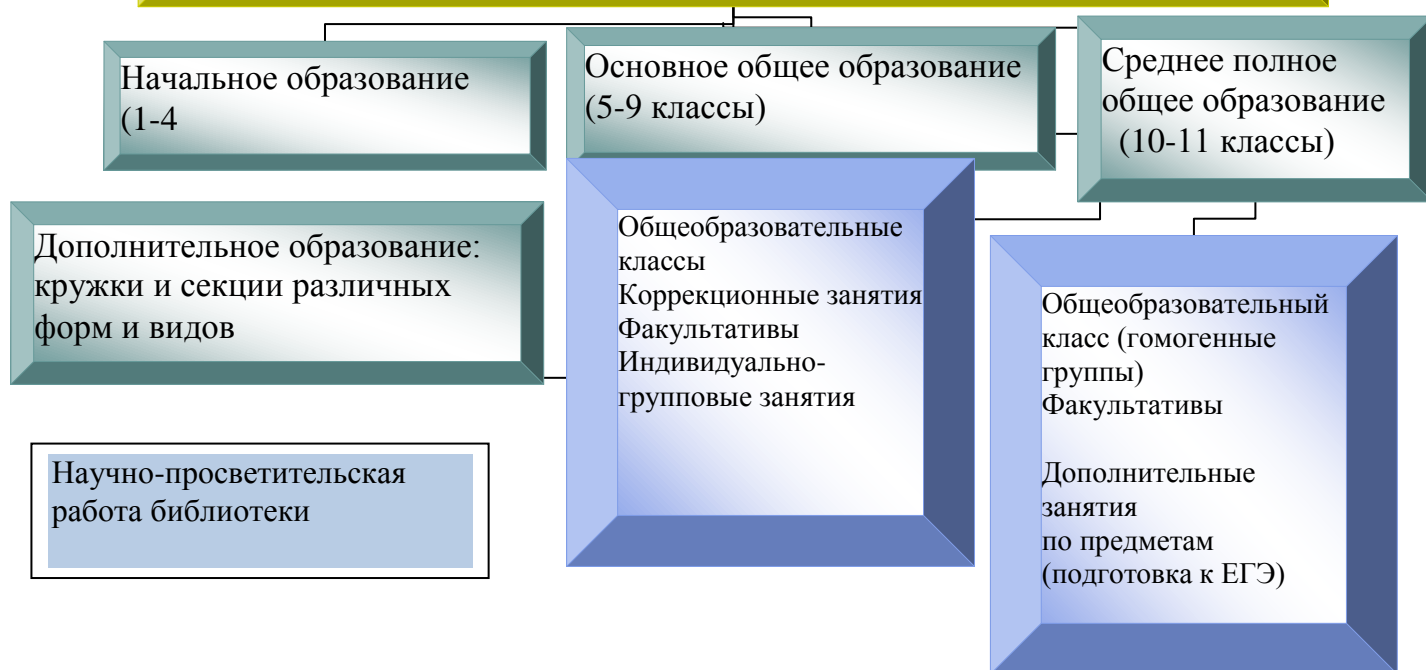 Начальное образование
(1-4
Основное общее образование
(5-9 классы)
Среднее полное
общее образование
(10-11 классы)
Дополнительное образование:
кружки и секции различных
форм и видов
Общеобразовательные
классы
Коррекционные занятия
Факультативы
Индивидуально-
групповые занятия
Общеобразовательный
класс (гомогенные
группы)
Факультативы
Дополнительные
занятия
по предметам
(подготовка к ЕГЭ)
Научно-просветительская
работа библиотеки